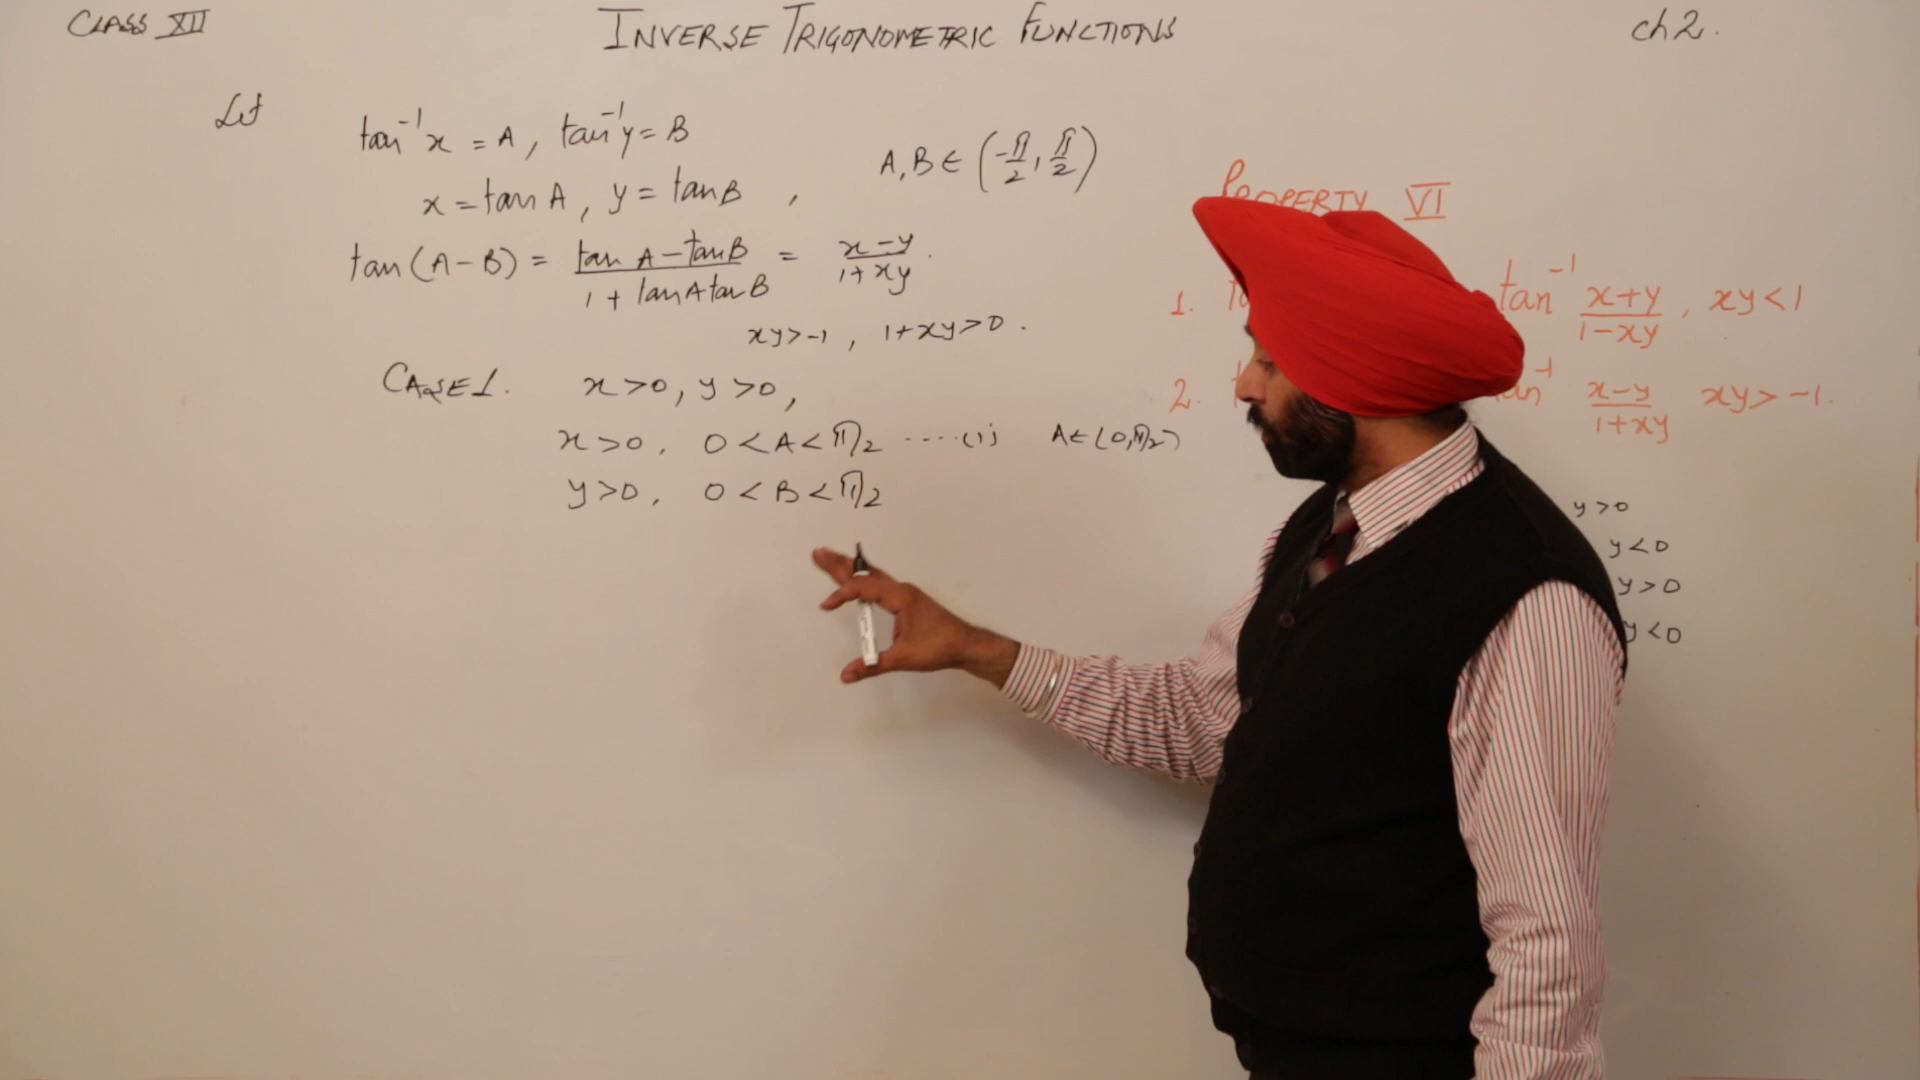 CLASS XII
INVERSE TRIGONOMETRIC FUNCTIONS
ch 2.
Let
tan⁻¹x = A, tan⁻¹y = B
x = tan A, y = tan B,
A, B ∈ (-π/2, π/2)
tan(A-B) = (tan A - tan B)/(1 + tan A tan B) = (x-y)/(1+xy).
xy > -1, 1+xy > 0.
CASE 1. x > 0, y > 0,
x > 0, 0 < A < π/2 ....(1) A ∈ (0, π/2)
y > 0, 0 < B < π/2
PROPERTY VI
1. tan⁻¹ (x+y)/(1-xy), xy < 1
2. (x-y)/(1+xy) xy > -1.
y > 0
y < 0
y > 0
y < 0